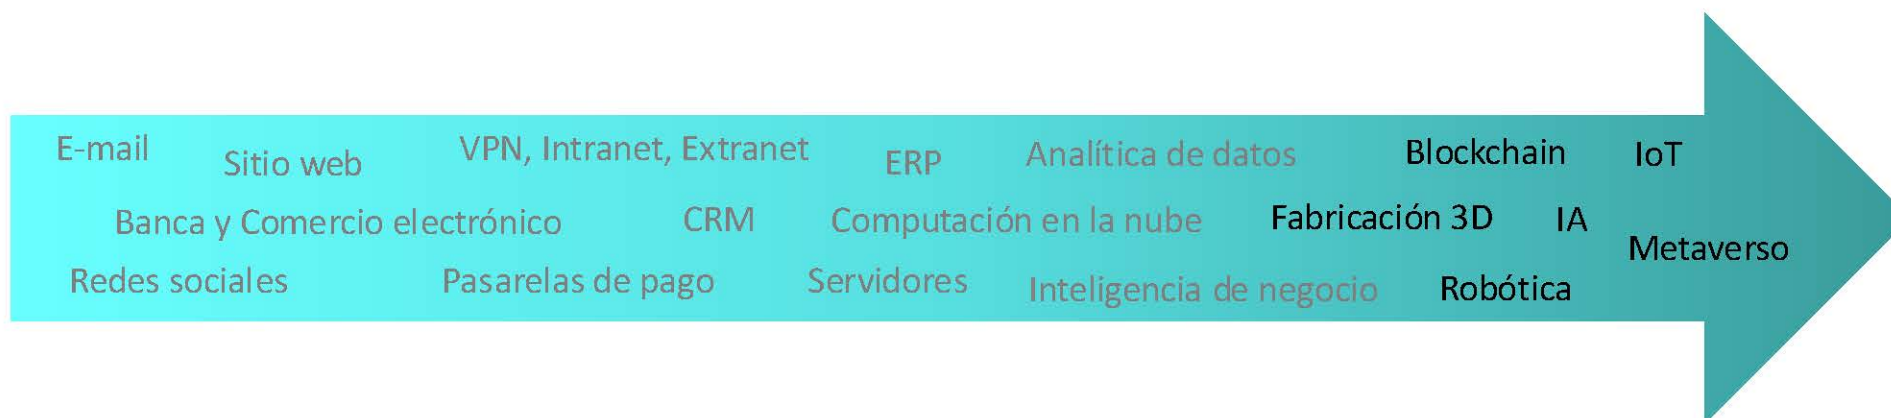 E-mail
Sitio web
VPN, Intranet, Extranet
ERP
Analítica de datos
Blockchain
IoT
Banca y Comercio electrónico
CRM
Computación en la nube
Fabricación 3D
IA
Metaverso
Redes sociales
Pasarelas de pago
Servidores
Inteligencia de negocio
Robótica